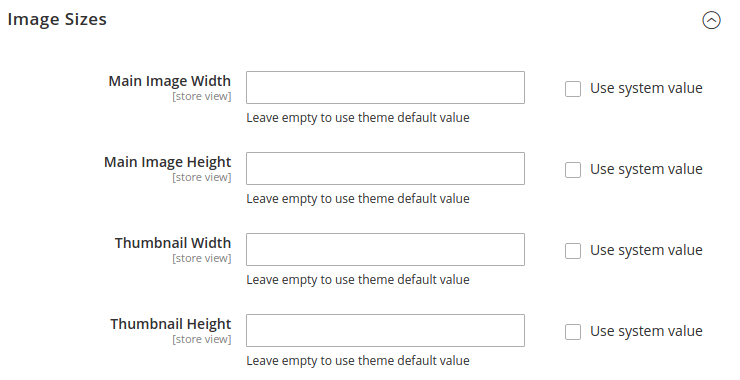 Image Sizes
Main Image Width
[store view]
Use system value
Leave empty to use theme default value
Main Image Height
[store view]
Use system value
Leave empty to use theme default value
Thumbnail Width
[store view]
Use system value
Leave empty to use theme default value
Thumbnail Height
[store view]
Use system value
Leave empty to use theme default value